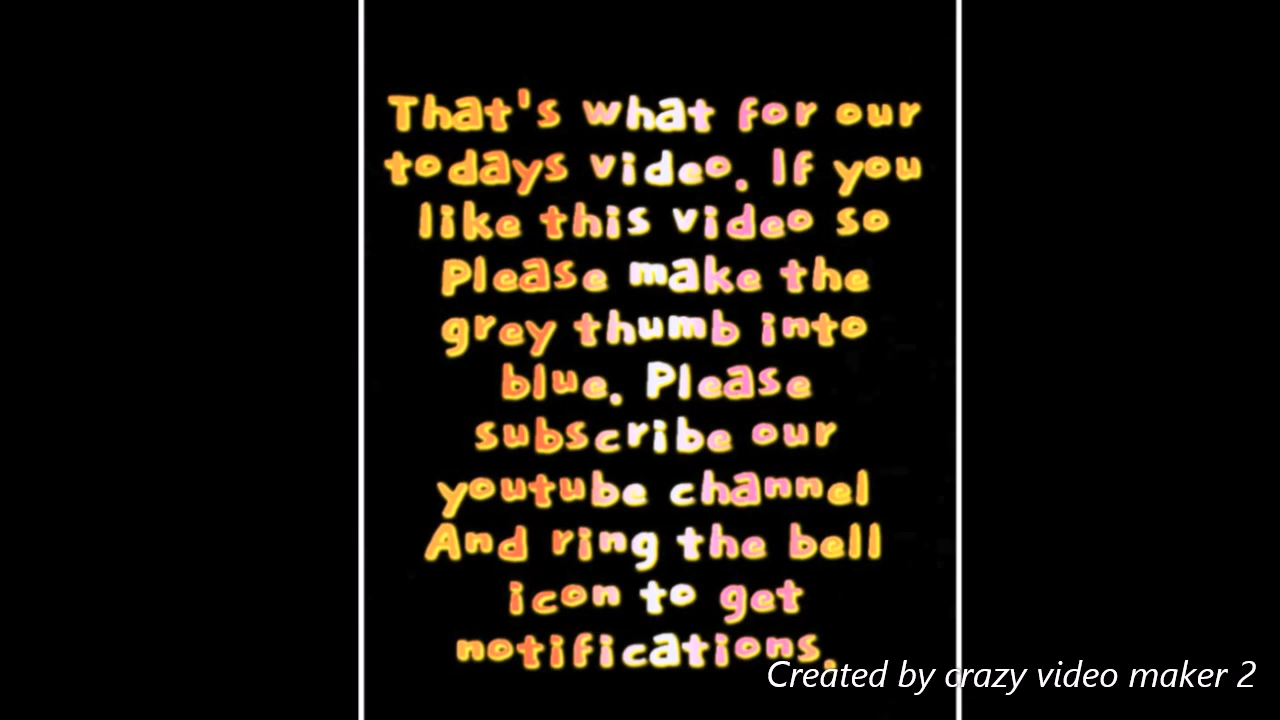 That's what for our
todays video. If you
like this video so
Please make the
grey thumb into
blue. Please
subscribe our
youtube channel
And ring the bell
icon to get
notifications.
Created by crazy video maker 2